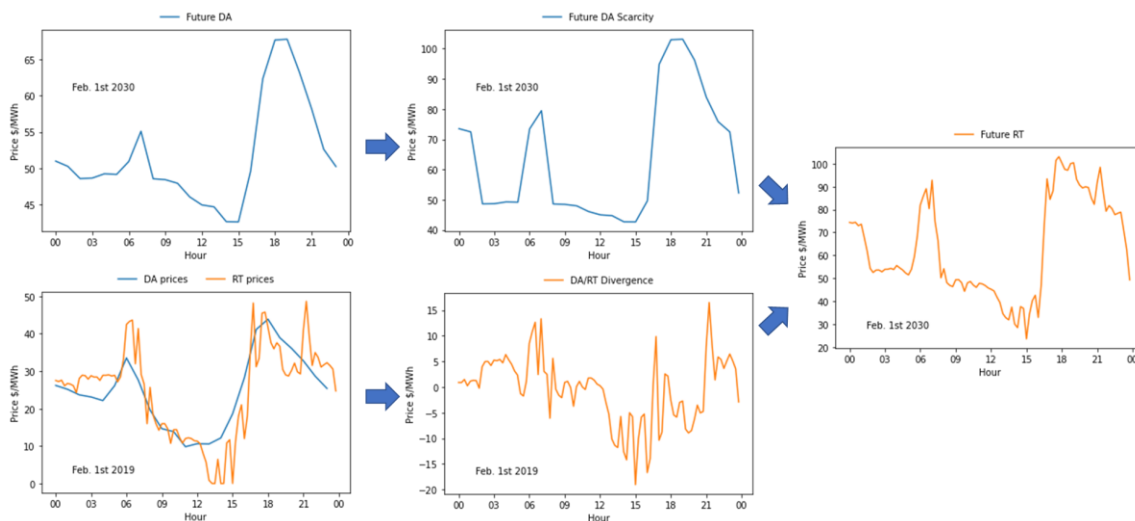 Future DA
Price $/MWh
65
60
55
50
45
Feb. 1st 2030
00 03 06 09 12 15 18 21 00
Hour
Future DA Scarcity
Price $/MWh
100
90
80
70
60
50
40
Feb. 1st 2030
00 03 06 09 12 15 18 21 00
Hour
DA prices RT prices
Price $/MWh
50
40
30
20
10
0
Feb. 1st 2019
00 03 06 09 12 15 18 21 00
Hour
DA/RT Divergence
Price $/MWh
15
10
5
0
−5
−10
−15
−20
Feb. 1st 2019
00 03 06 09 12 15 18 21 00
Hour
Future RT
Price $/MWh
100
90
80
70
60
50
40
30
20
Feb. 1st 2030
00 03 06 09 12 15 18 21 00
Hour